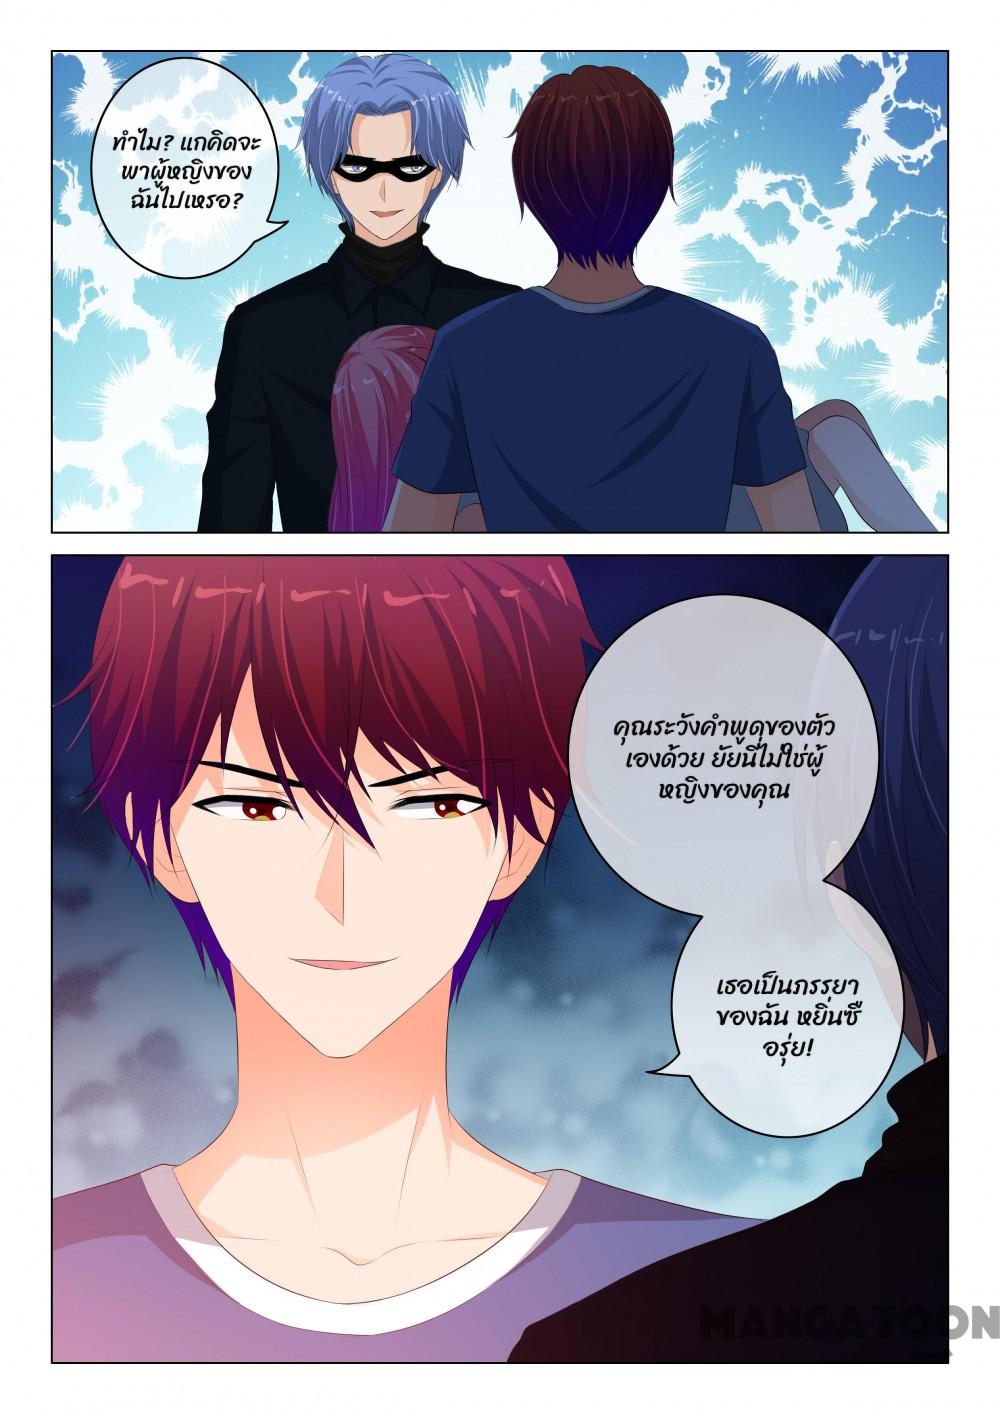 ทำไม? แกคิดจะ
พาผู้หญิงของ
ฉันไปเหรอ?
คุณระวังคำพูดของตัว
เองด้วย ยัยนี่ไม่ใช่ผู้
หญิงของคุณ
เธอเป็นภรรยา
ของฉัน หยิ่นซื
อรุ่ย!
MANGATOON